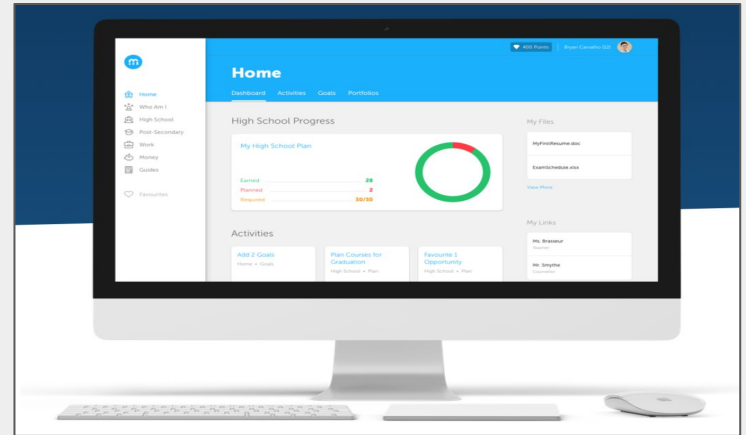 m
400 Points
Bryan Carvalho (12)
Home
Dashboard Activities Goals Portfolios
Home
Who Am I
High School
Post-Secondary
Work
Money
Guides
Favourites
High School Progress
My High School Plan
Earned 28
Planned 2
Required 30/30
Activities
Add 2 Goals
Home • Goals
Plan Courses for
Graduation
High School • Plan
Favourite 1
Opportunity
High School • Plan
My Files
MyFirstResume.doc
ExamSchedule.xlsx
View More
My Links
Ms. Brasseur
Teacher
Mr. Smythe
Counsellor